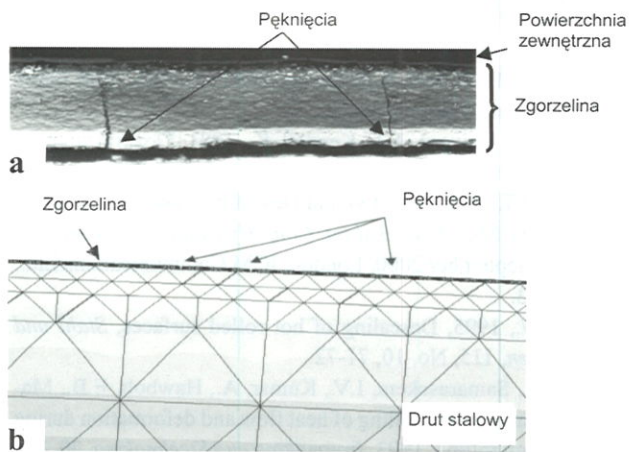 Pęknięcia
Powierzchnia
zewnętrzna
Zgorzelina
a
Zgorzelina
Pęknięcia
Drut stalowy
b